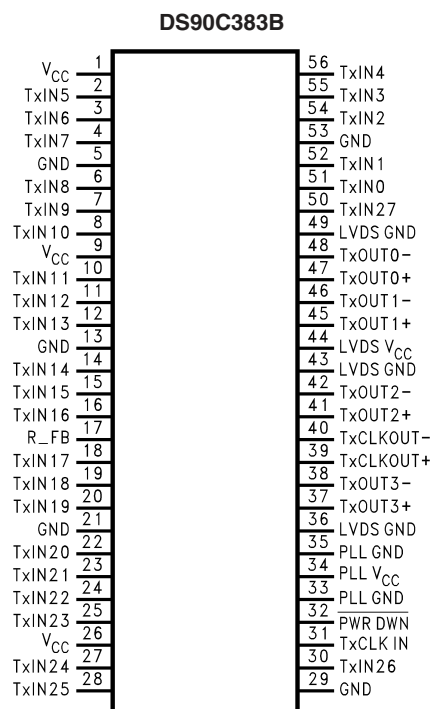 DS90C383B
VCC 1 56 TxIN4
TxIN5 2 55 TxIN3
TxIN6 3 54 TxIN2
TxIN7 4 53 GND
GND 5 52 TxIN1
TxIN8 6 51 TxIN0
TxIN9 7 50 TxIN27
TxIN10 8 49 LVDS GND
VCC 9 48 TxOUT0-
TxIN11 10 47 TxOUT0+
TxIN12 11 46 TxOUT1-
TxIN13 12 45 TxOUT1+
GND 13 44 LVDS VCC
TxIN14 14 43 LVDS GND
TxIN15 15 42 TxOUT2-
TxIN16 16 41 TxOUT2+
R_FB 17 40 TxCLKOUT-
TxIN17 18 39 TxCLKOUT+
TxIN18 19 38 TxOUT3-
TxIN19 20 37 TxOUT3+
GND 21 36 LVDS GND
TxIN20 22 35 PLL GND
TxIN21 23 34 PLL VCC
TxIN22 24 33 PLL GND
TxIN23 25 32 PWR DWN
VCC 26 31 TxCLK IN
TxIN24 27 30 TxIN26
TxIN25 28 29 GND